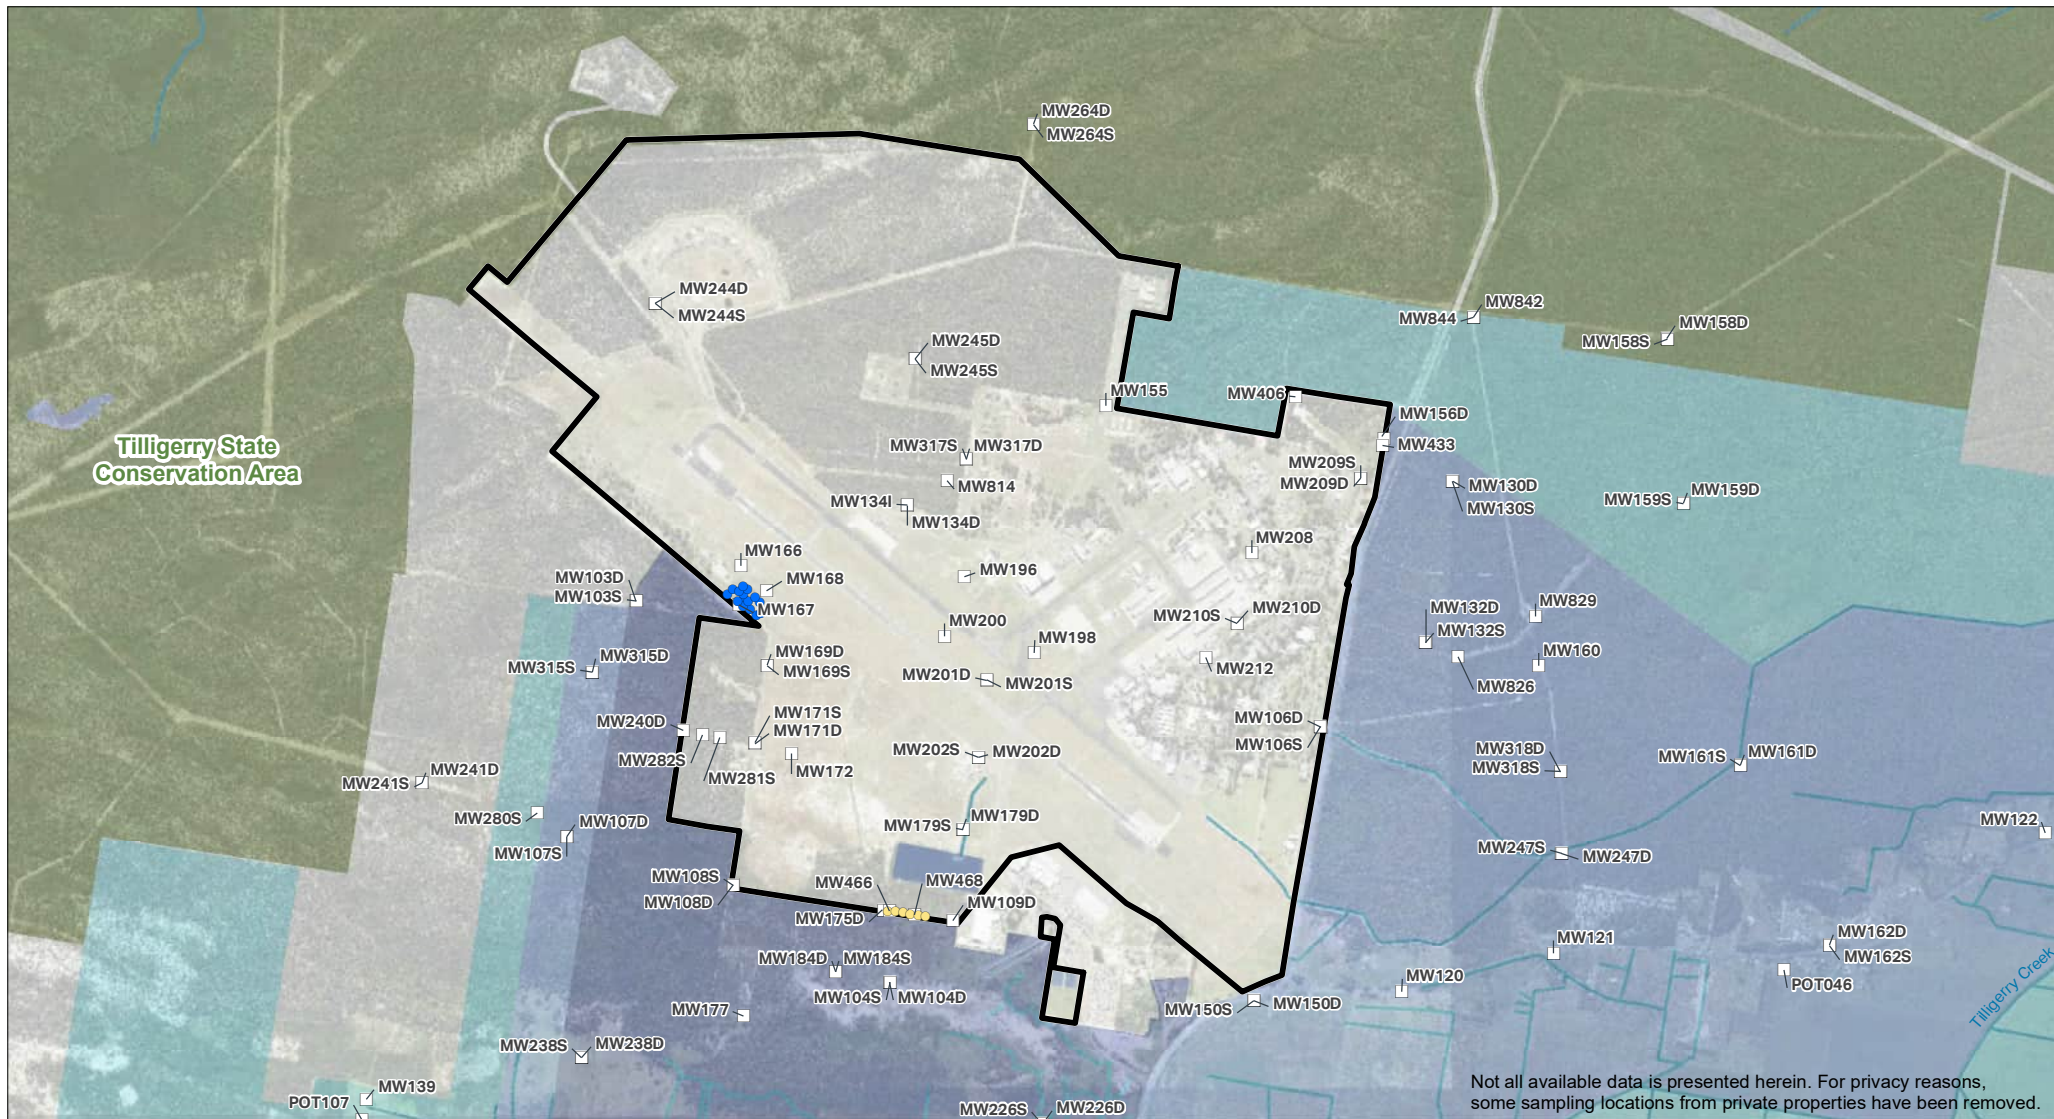 MW264D
MW264S
MW244D
MW244S
MW842
MW844
MW158D
MW158S
MW245D
MW245S
MW155
MW406
MW156D
MW433
Tilligerry State
Conservation Area
MW317S
MW317D
MW209S
MW209D
MW814
MW130D
MW130S
MW159S
MW159D
MW134I
MW134D
MW208
MW166
MW196
MW168
MW103D
MW103S
MW167
MW829
MW132D
MW132S
MW210S
MW210D
MW200
MW198
MW169D
MW169S
MW315S
MW315D
MW160
MW212
MW201D
MW201S
MW826
MW171S
MW171D
MW240D
MW106D
MW106S
MW282S
MW281S
MW172
MW202S
MW202D
MW318D
MW318S
MW161S
MW161D
MW241S
MW241D
MW280S
MW107D
MW107S
MW179S
MW179D
MW122
MW247S
MW247D
MW108S
MW108D
MW466
MW468
MW175D
MW109D
MW121
MW162D
MW162S
MW184D
MW184S
MW104S
MW104D
MW120
POT046
MW150S
MW150D
MW177
Tilligerry Creek
MW238S
MW238D
MW139
POT107
MW226S
MW226D
Not all available data is presented herein. For privacy reasons,
some sampling locations from private properties have been removed.